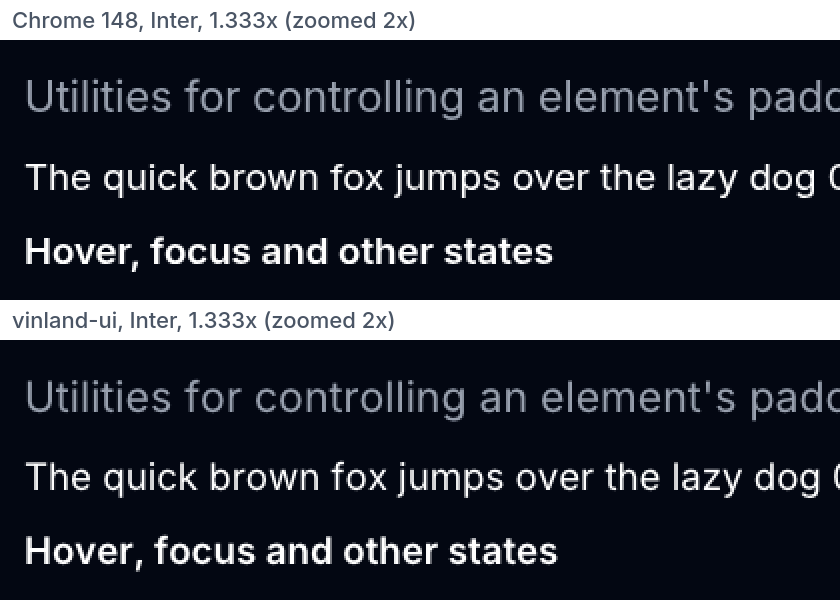 Chrome 148, Inter, 1.333x (zoomed 2x)
Utilities for controlling an element's padd
The quick brown fox jumps over the lazy dog
Hover, focus and other states
vinland-ui, Inter, 1.333x (zoomed 2x)
Utilities for controlling an element's padd
The quick brown fox jumps over the lazy dog
Hover, focus and other states